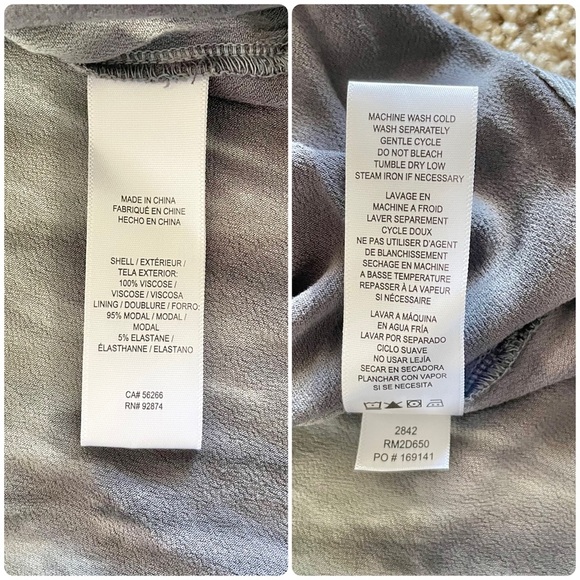 MADE IN CHINA
FABRIQUÉ EN CHINE
HECHO EN CHINA
SHELL / EXTÉRIEUR /
TELA EXTERIOR:
100% VISCOSE /
VISCOSE / VISCOSA
LINING / DOUBLURE / FORRO:
95% MODAL / MODAL /
MODAL
5% ELASTANE /
ÉLASTHANNE / ELASTANO
CA# 56266
RN# 92874
MACHINE WASH COLD
WASH SEPARATELY
GENTLE CYCLE
DO NOT BLEACH
TUMBLE DRY LOW
STEAM IRON IF NECESSARY
LAVAGE EN
MACHINE A FROID
LAVER SEPAREMENT
CYCLE DOUX
NE PAS UTILISER D'AGENT
DE BLANCHISSEMENT
SECHAGE EN MACHINE
A BASSE TEMPERATURE
REPASSER À LA VAPEUR
SI NÉCESSAIRE
LAVAR A MÁQUINA
EN AGUA FRÍA
LAVAR POR SEPARADO
CICLO SUAVE
NO USAR LEJÍA
SECAR EN SECADORA
PLANCHAR CON VAPOR
SI SE NECESITA
2842
RM2D650
PO # 169141